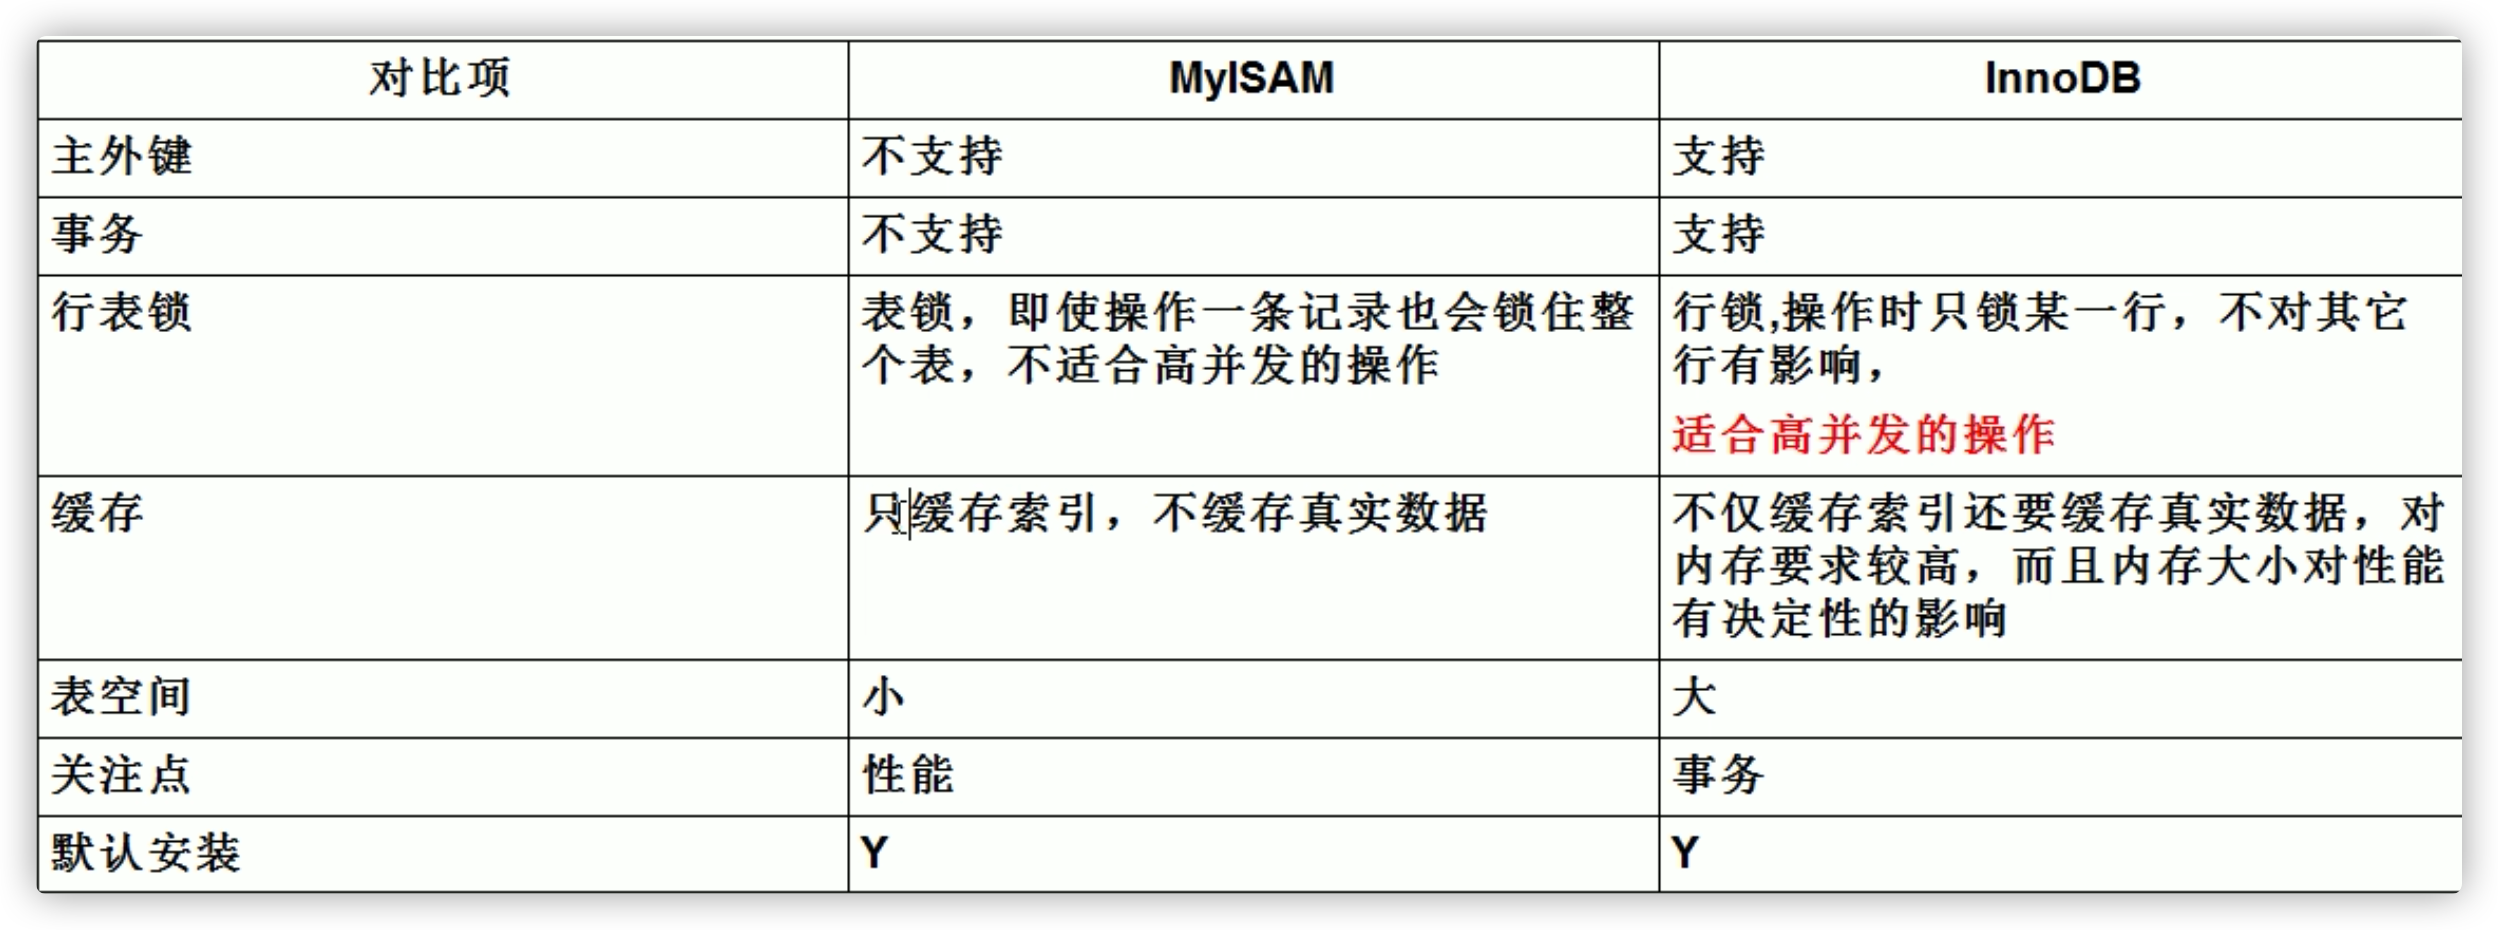 对比项 MyISAM InnoDB
主外键 不支持 支持
事务 不支持 支持
行表锁 表锁，即使操作一条记录也会锁住整 行锁,操作时只锁某一行，不对其它
个表，不适合高并发的操作 行有影响，
适合高并发的操作
缓存 只缓存索引，不缓存真实数据 不仅缓存索引还要缓存真实数据，对
内存要求较高，而且内存大小对性能
有决定性的影响
表空间 小 大
关注点 性能 事务
默认安装 Y Y